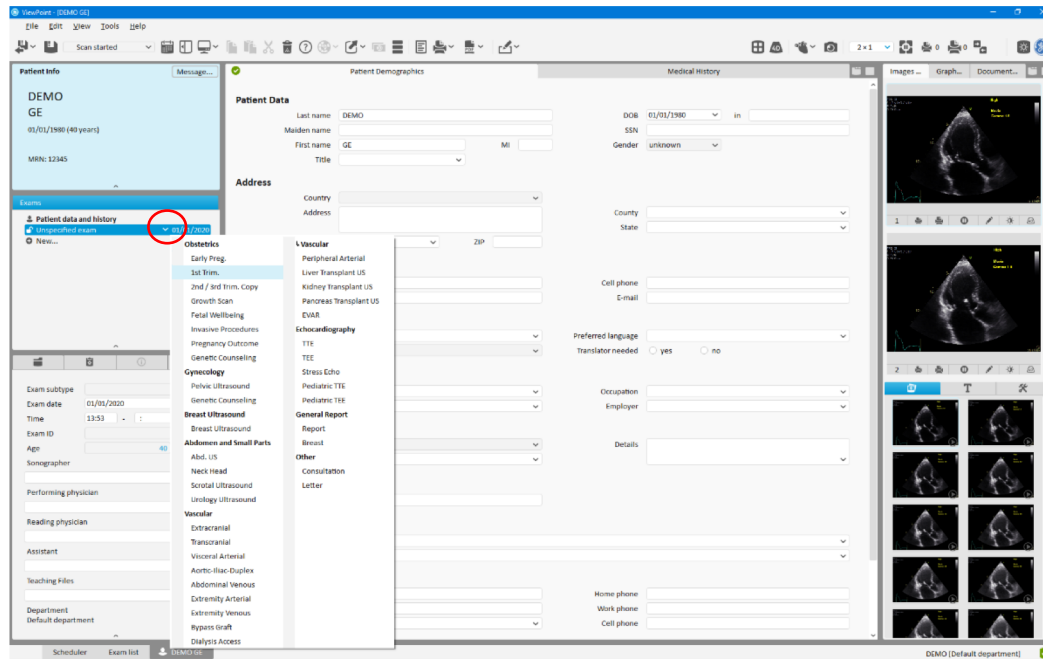 ViewPoint - [DEMO GE]
File Edit View Tools Help
Scan started
2×1
0
0
Patient Info
Message...
DEMO
GE
01/01/1980 (40 years)
MRN: 12345
Exams
Patient data and history
Unspecified exam 01/01/2020
New...
Obstetrics
Early Preg.
1st Trim.
2nd / 3rd Trim. Copy
Growth Scan
Fetal Wellbeing
Invasive Procedures
Pregnancy Outcome
Genetic Counseling
Gynecology
Pelvic Ultrasound
Genetic Counseling
Breast Ultrasound
Breast Ultrasound
Abdomen and Small Parts
Abd. US
Neck Head
Scrotal Ultrasound
Urology Ultrasound
Vascular
Extracranial
Transcranial
Visceral Arterial
Aortic-Iliac-Duplex
Abdominal Venous
Extremity Arterial
Extremity Venous
Bypass Graft
Dialysis Access
Vascular
Peripheral Arterial
Liver Transplant US
Kidney Transplant US
Pancreas Transplant US
EVAR
Echocardiography
TTE
TEE
Stress Echo
Pediatric TTE
Pediatric TEE
General Report
Report
Breast
Other
Consultation
Letter
Exam subtype
Exam date 01/01/2020
Time 13:53 - :
Exam ID
Age 40
Sonographer
Performing physician
Reading physician
Assistant
Teaching Files
Department
Default department
Patient Demographics
Medical History
Patient Data
Last name DEMO
DOB 01/01/1980 in
Maiden name
SSN
First name GE MI
Gender unknown
Title
Address
Country
Address
County
State
ZIP
Cell phone
E-mail
Preferred language
Translator needed yes no
Occupation
Employer
Details
Home phone
Work phone
Cell phone
Images ...
Graph...
Document...
1
2
T
Scheduler
Exam list
DEMO GE
DEMO [Default department]